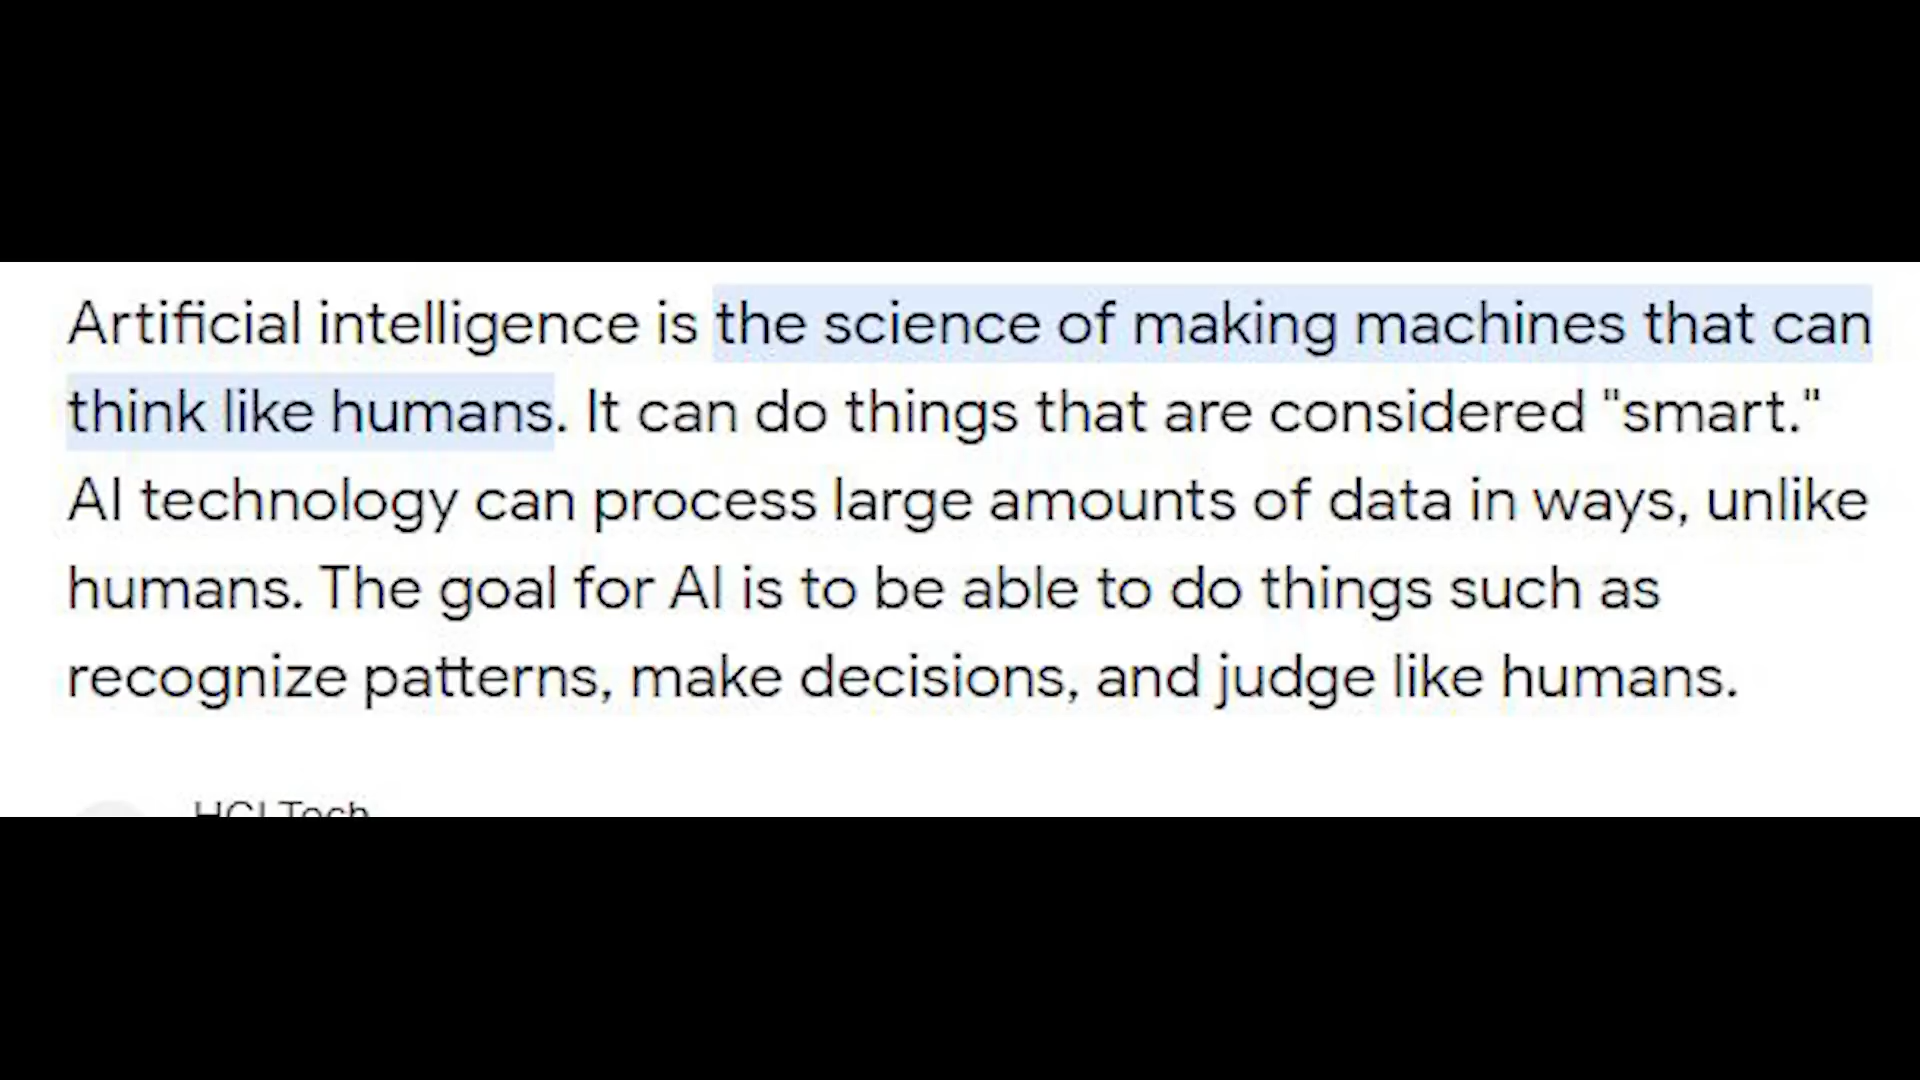 Artificial intelligence is the science of making machines that can
think like humans. It can do things that are considered "smart."
AI technology can process large amounts of data in ways, unlike
humans. The goal for AI is to be able to do things such as
recognize patterns, make decisions, and judge like humans.
HCLTech